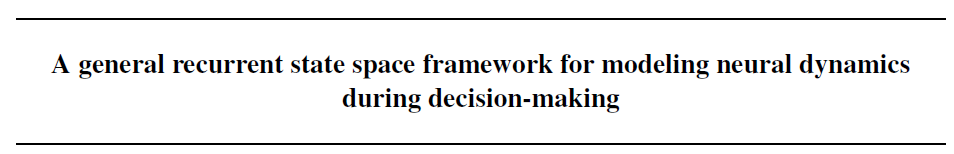 A general recurrent state space framework for modeling neural dynamics
during decision-making